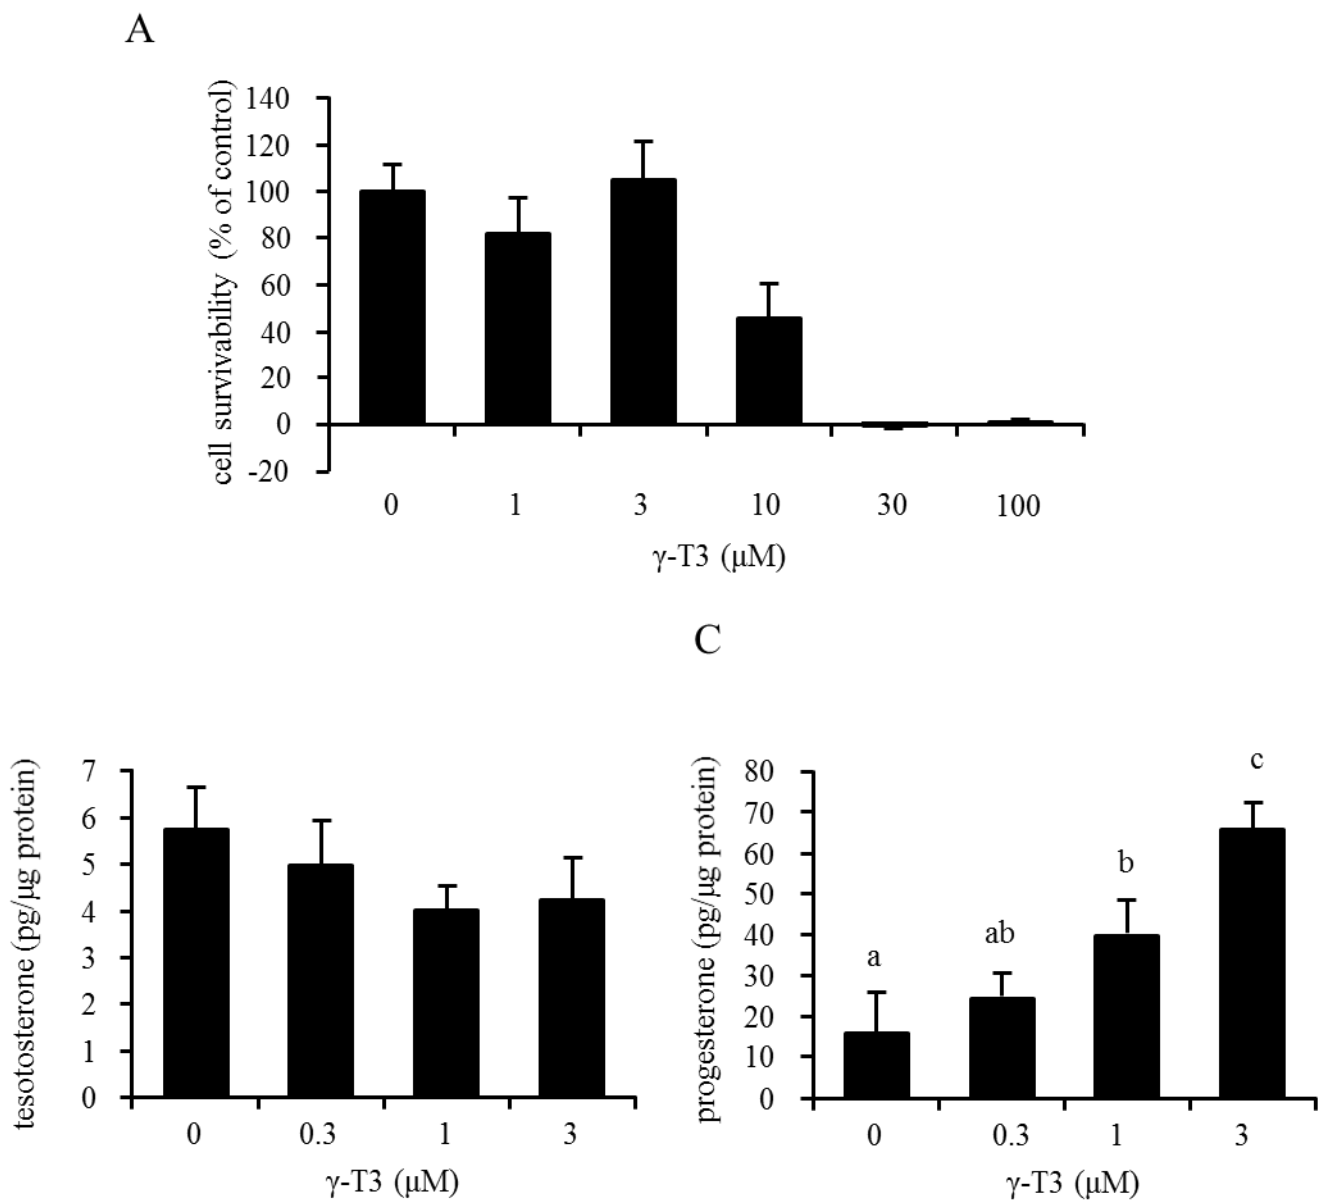 A
cell survivability (% of control)
140
120
100
80
60
40
20
0
-20
0 1 3 10 30 100
γ-T3 (μM)
tesotosterone (pg/μg protein)
7
6
5
4
3
2
1
0
0 0.3 1 3
γ-T3 (μM)
C
progesterone (pg/μg protein)
80
70
60
50
40
30
20
10
0
a ab b c
0 0.3 1 3
γ-T3 (μM)